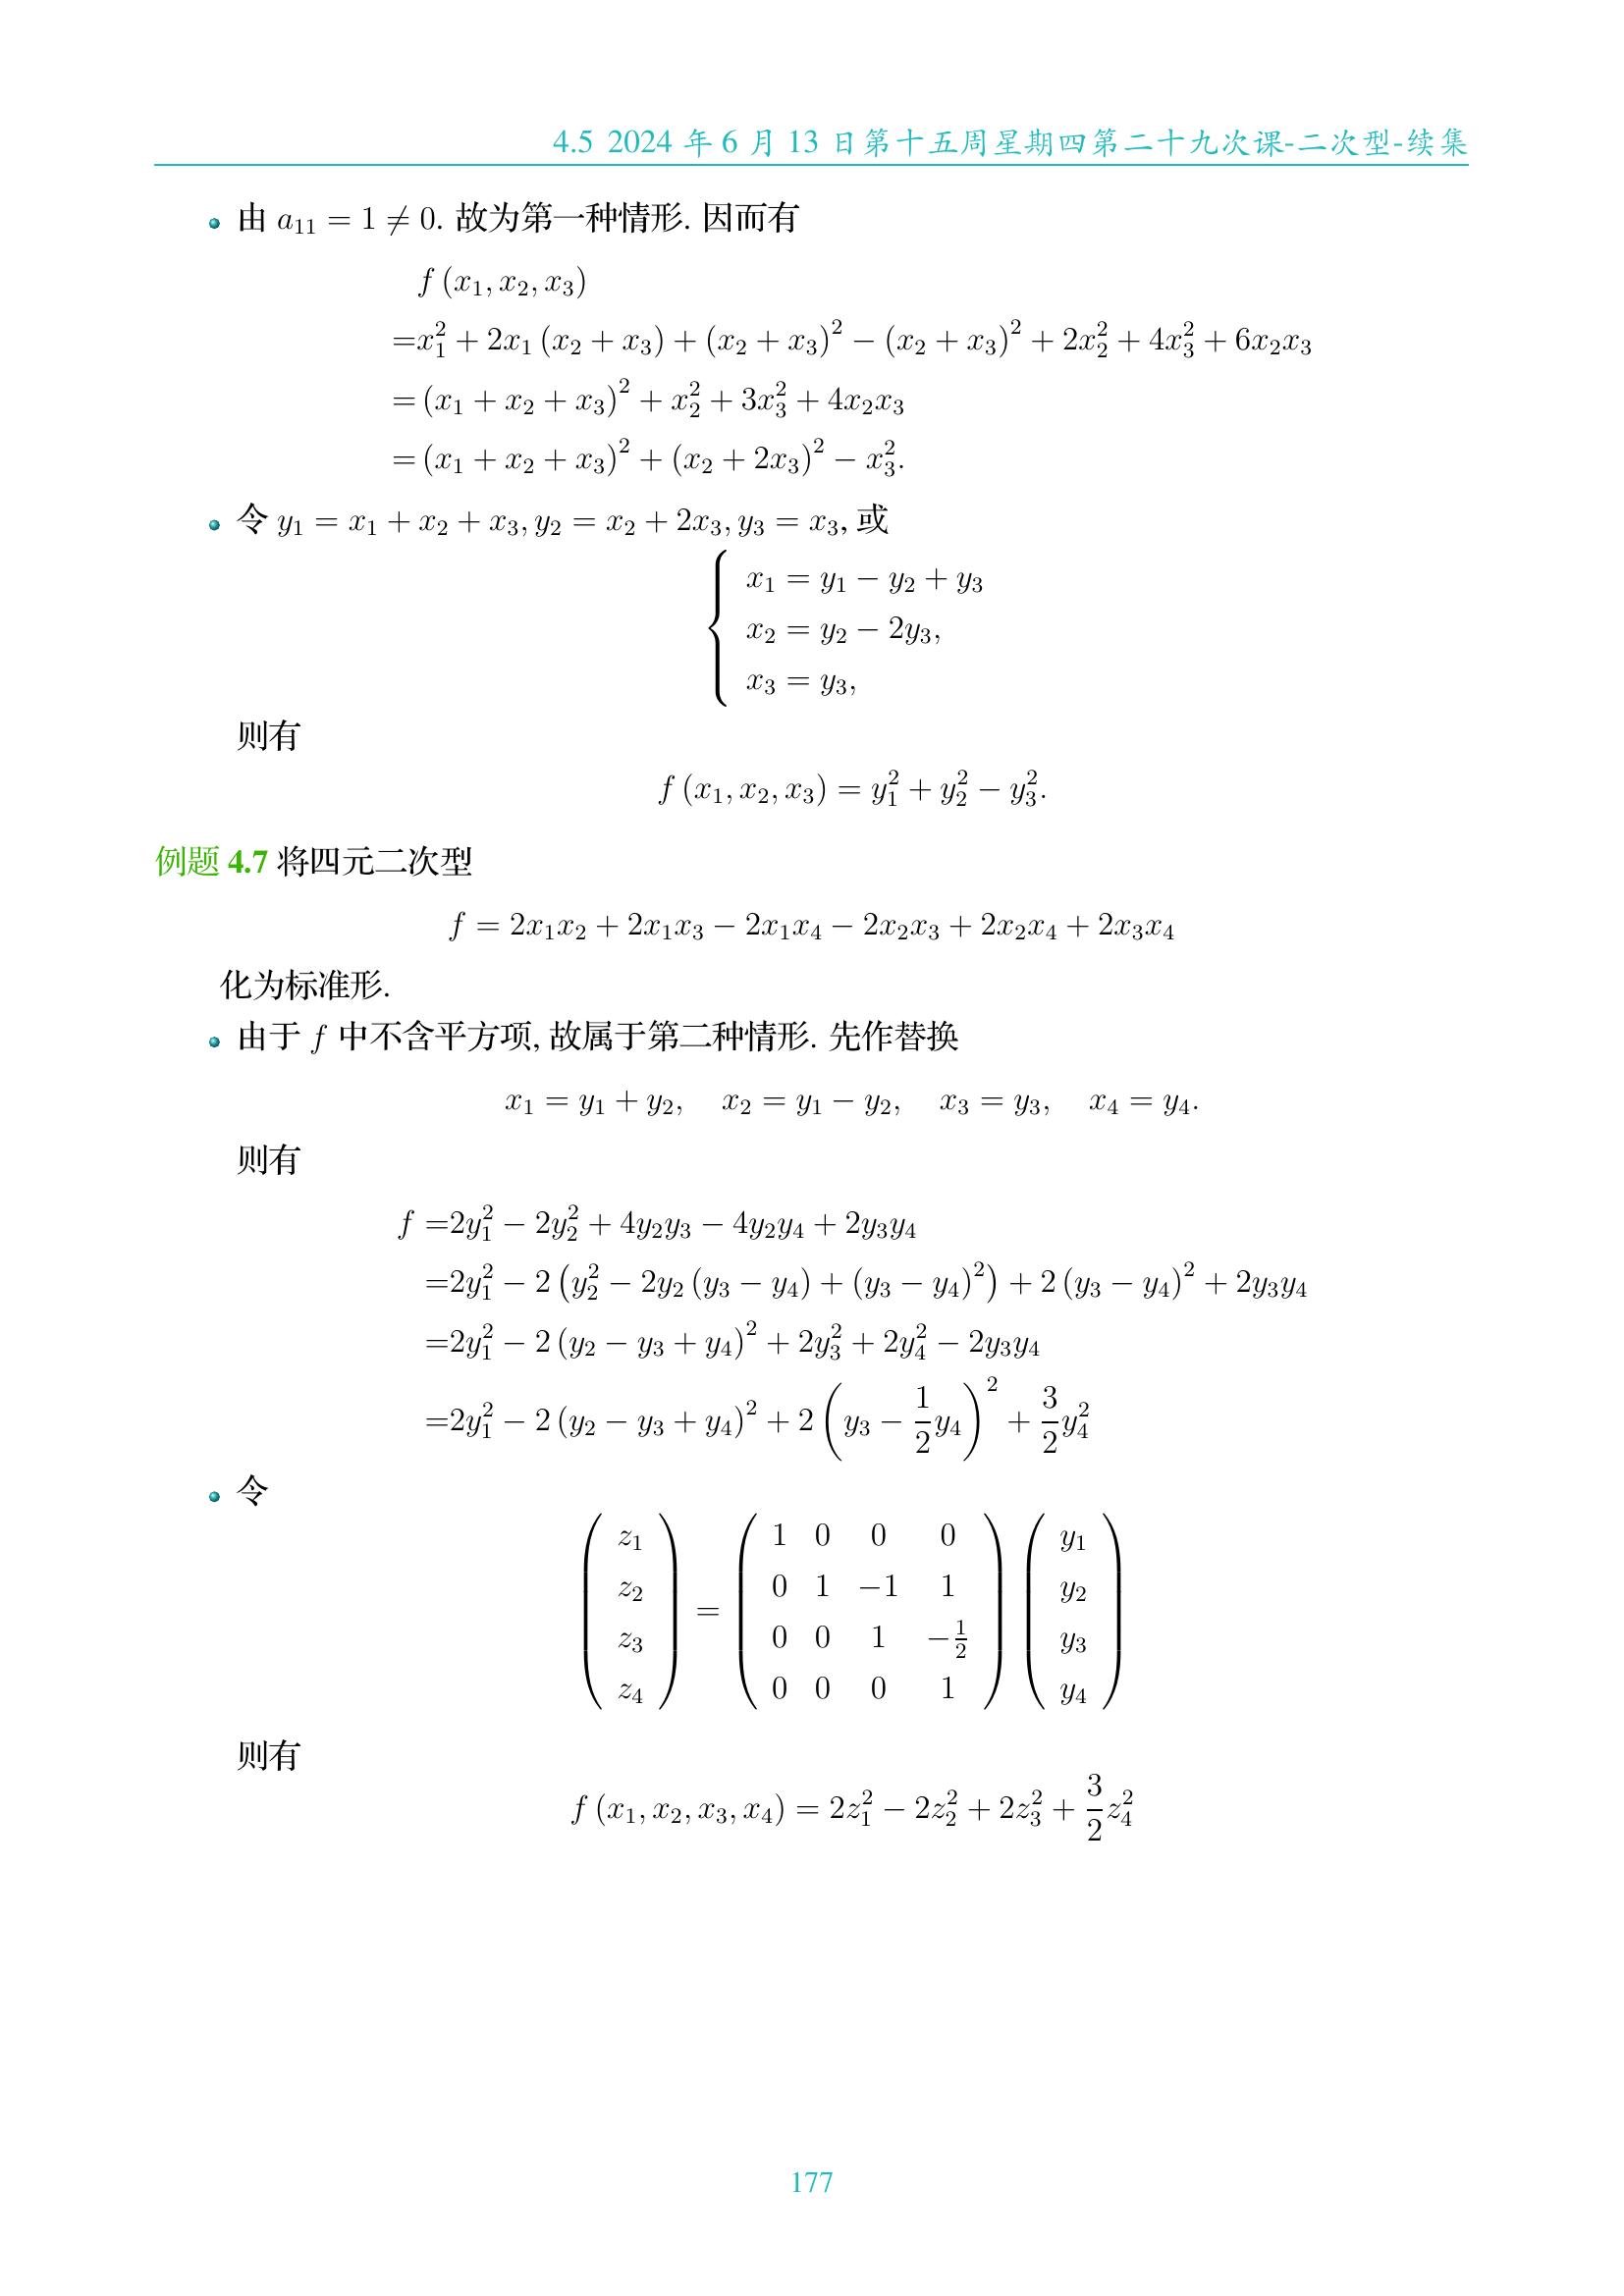 4.5 2024 年 6 月 13 日第十五周星期四第二十九次课-二次型-续集
由 $a_{11} = 1 \neq 0$. 故为第一种情形. 因而有
$f(x_1, x_2, x_3)$
$= x_1^2 + 2x_1(x_2 + x_3) + (x_2 + x_3)^2 - (x_2 + x_3)^2 + 2x_2^2 + 4x_3^2 + 6x_2x_3$
$= (x_1 + x_2 + x_3)^2 + x_2^2 + 3x_3^2 + 4x_2x_3$
$= (x_1 + x_2 + x_3)^2 + (x_2 + 2x_3)^2 - x_3^2.$
令 $y_1 = x_1 + x_2 + x_3, y_2 = x_2 + 2x_3, y_3 = x_3$, 或
$\begin{cases} x_1 = y_1 - y_2 + y_3 \\ x_2 = y_2 - 2y_3, \\ x_3 = y_3, \end{cases}$
则有
$f(x_1, x_2, x_3) = y_1^2 + y_2^2 - y_3^2.$
例题 4.7 将四元二次型
$f = 2x_1x_2 + 2x_1x_3 - 2x_1x_4 - 2x_2x_3 + 2x_2x_4 + 2x_3x_4$
化为标准形.
由于 $f$ 中不含平方项, 故属于第二种情形. 先作替换
$x_1 = y_1 + y_2, \quad x_2 = y_1 - y_2, \quad x_3 = y_3, \quad x_4 = y_4.$
则有
$f = 2y_1^2 - 2y_2^2 + 4y_2y_3 - 4y_2y_4 + 2y_3y_4$
$= 2y_1^2 - 2\left(y_2^2 - 2y_2(y_3 - y_4) + (y_3 - y_4)^2\right) + 2(y_3 - y_4)^2 + 2y_3y_4$
$= 2y_1^2 - 2(y_2 - y_3 + y_4)^2 + 2y_3^2 + 2y_4^2 - 2y_3y_4$
$= 2y_1^2 - 2(y_2 - y_3 + y_4)^2 + 2\left(y_3 - \frac{1}{2}y_4\right)^2 + \frac{3}{2}y_4^2$
令
$\begin{pmatrix} z_1 \\ z_2 \\ z_3 \\ z_4 \end{pmatrix} = \begin{pmatrix} 1 & 0 & 0 & 0 \\ 0 & 1 & -1 & 1 \\ 0 & 0 & 1 & -\frac{1}{2} \\ 0 & 0 & 0 & 1 \end{pmatrix} \begin{pmatrix} y_1 \\ y_2 \\ y_3 \\ y_4 \end{pmatrix}$
则有
$f(x_1, x_2, x_3, x_4) = 2z_1^2 - 2z_2^2 + 2z_3^2 + \frac{3}{2}z_4^2$
177